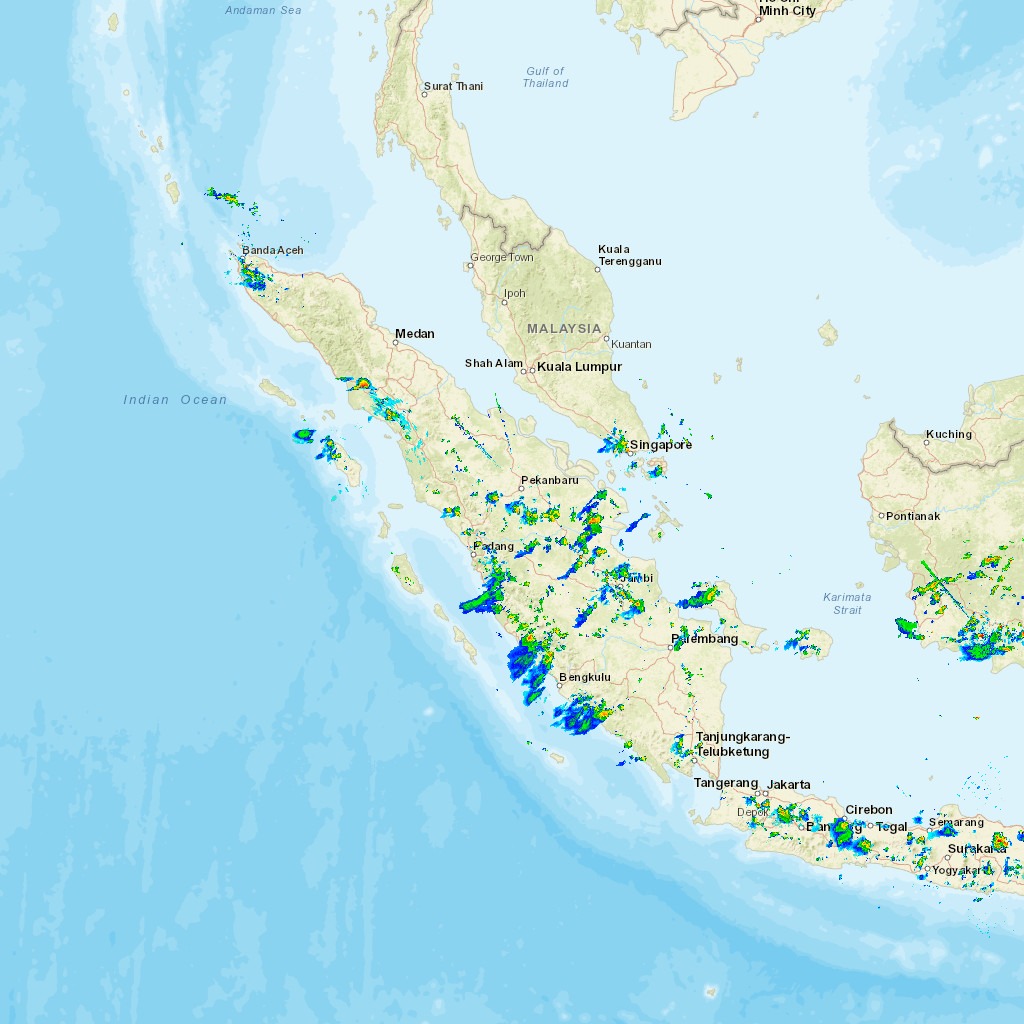 Andaman Sea
Minh City
Gulf of
Thailand
Surat Thani
Banda Aceh
George Town
Kuala
Terengganu
Ipoh
MALAYSIA
Medan
Kuantan
Shah Alam
Kuala Lumpur
Indian Ocean
Kuching
Singapore
Pekanbaru
Pontianak
Padang
Jambi
Karimata
Strait
Palembang
Bengkulu
Tanjungkarang-
Telubketung
Tangerang
Jakarta
Depok
Cirebon
Bandung
Tegal
Semarang
Surakarta
Yogyakarta